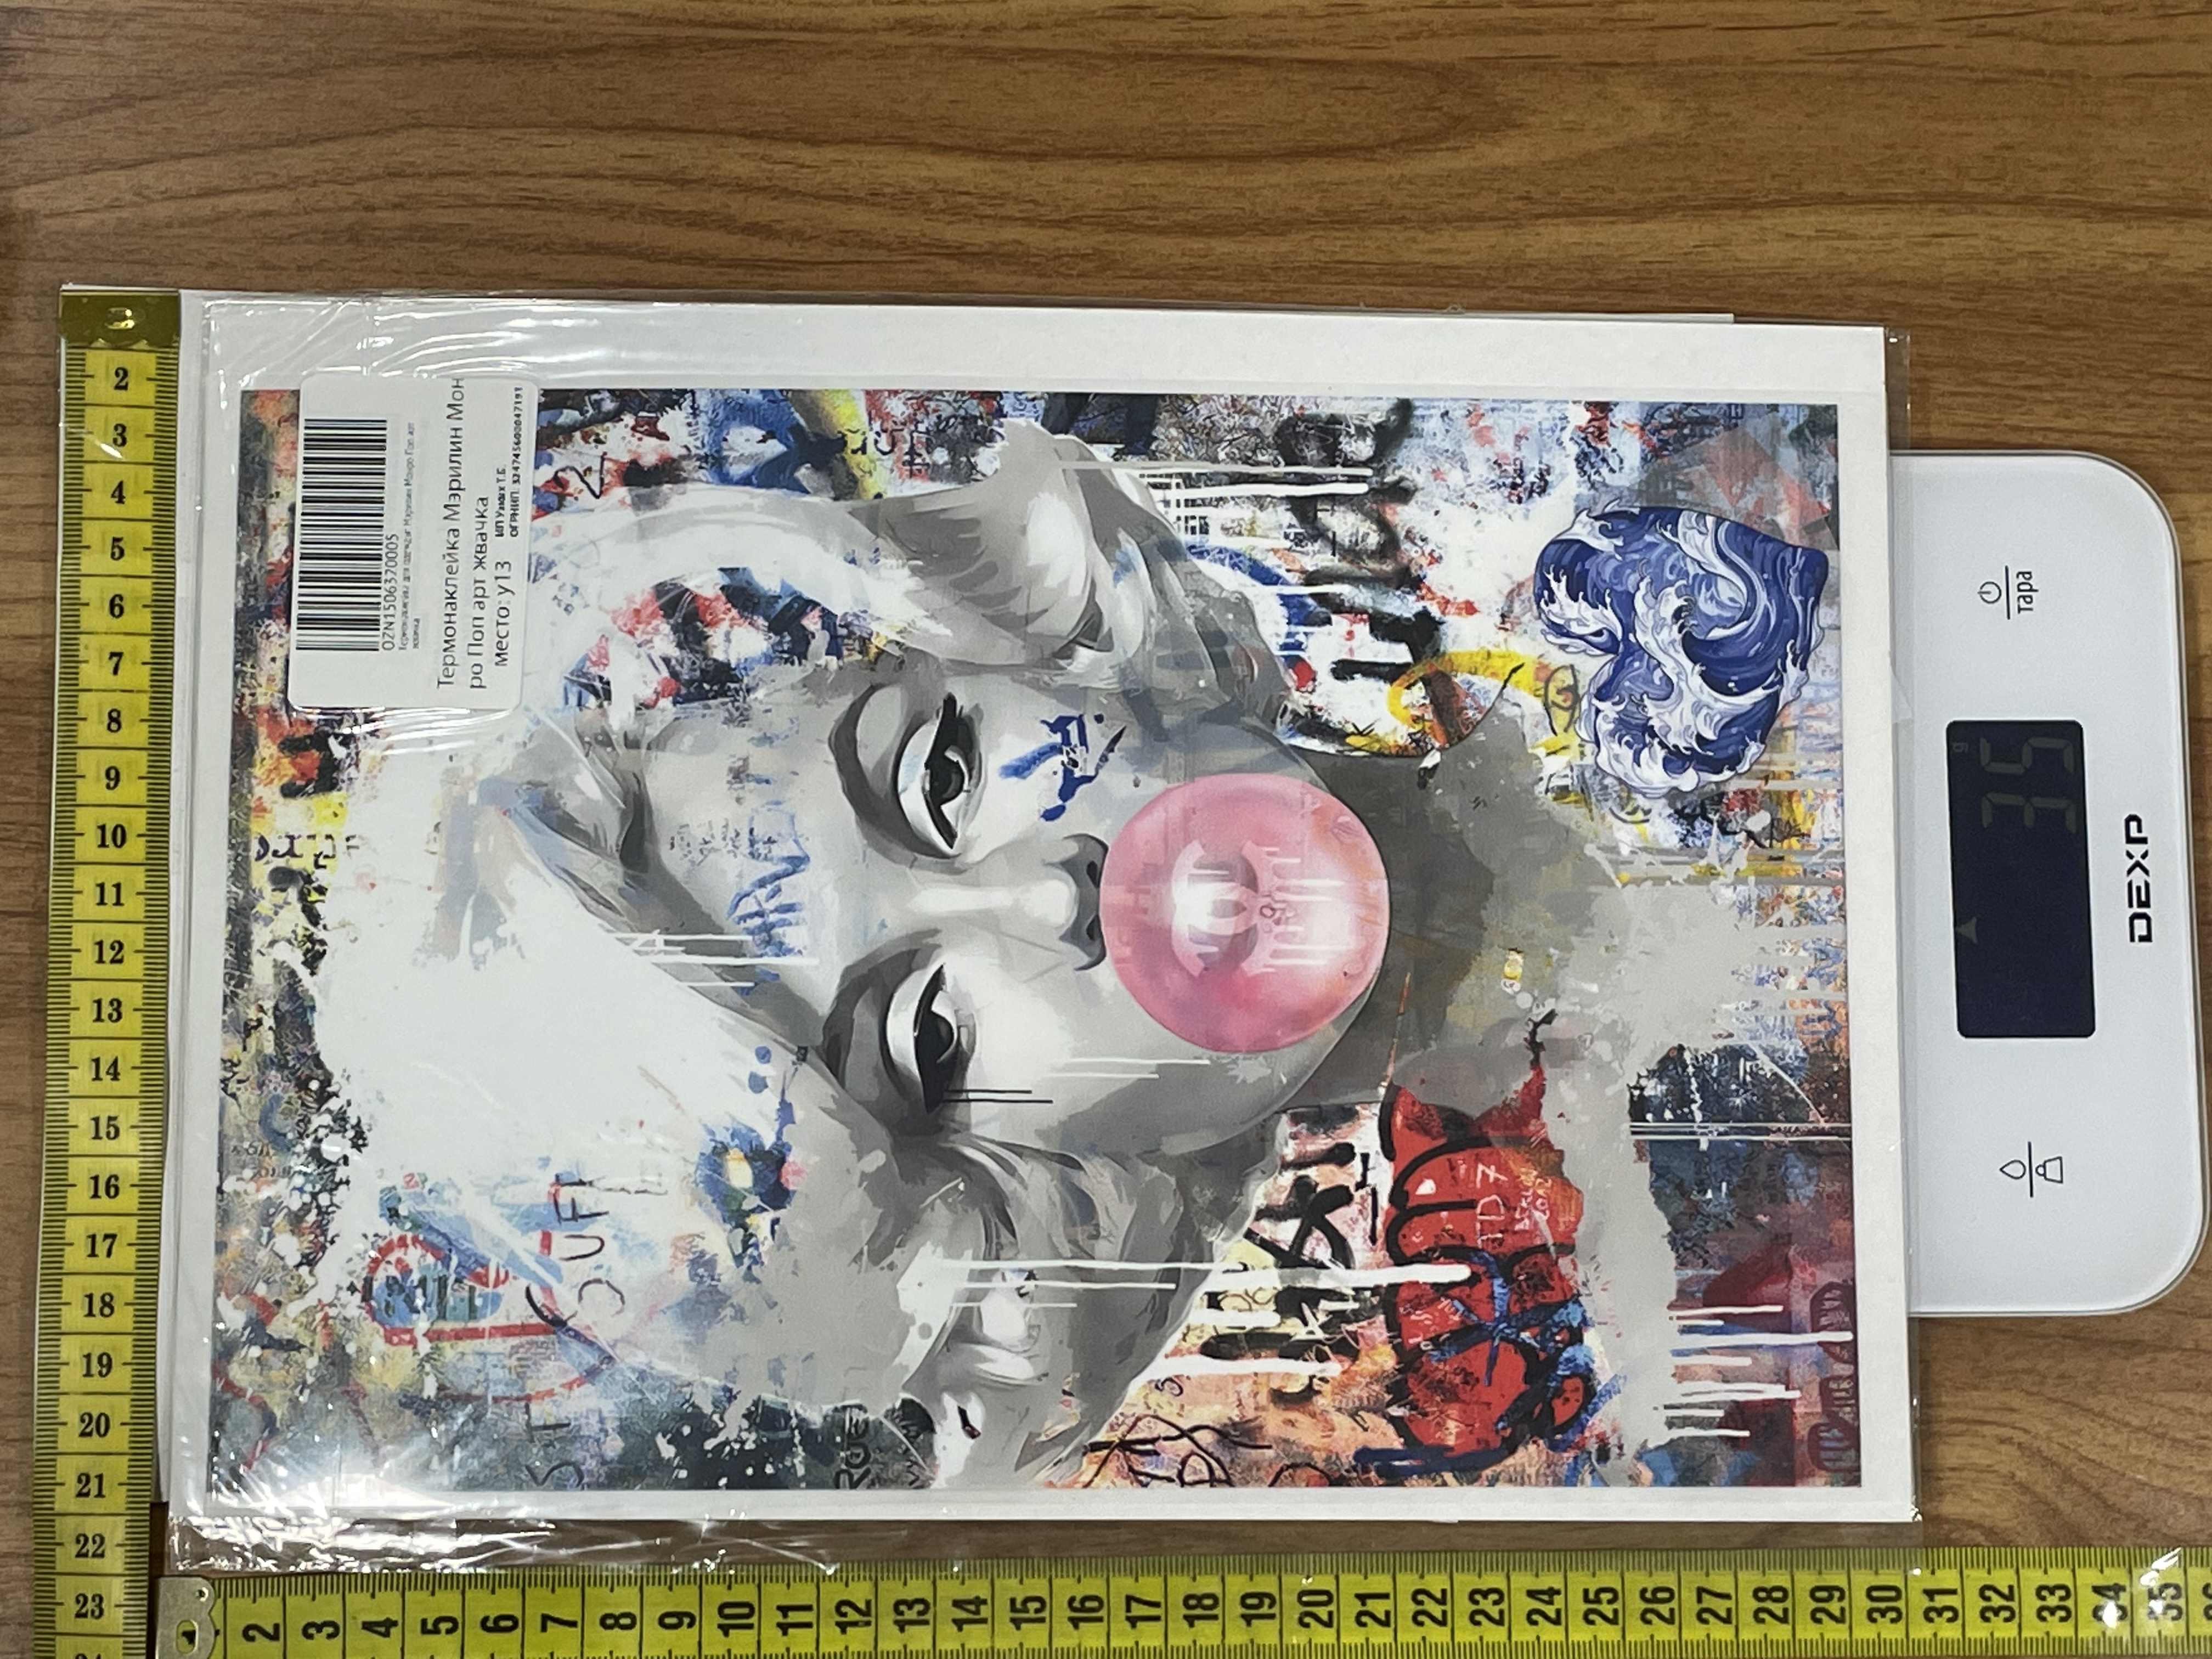 23 22 21 20 19 18 17 16 15 14 13 12 11 10 9 8 7 6 5 4 3 2
OZN1506320005
Термонаклейка для одежды: Мэрилин Монро Поп арт
жвачка
Термонаклейка Мэрилин Мон
ро Поп арт жвачка
место: у13
ИП Узких Т.Б.
ОГРНИП: 324745600047191
ST
SUFI
TD7
BERLIN
2012
2
3
4
5
6
7
8
9
10
11
12
13
14
15
16
17
18
19
20
21
22
23
24
25
26
27
28
29
30
31
32
33
34
35
g
35
тара
DEXP